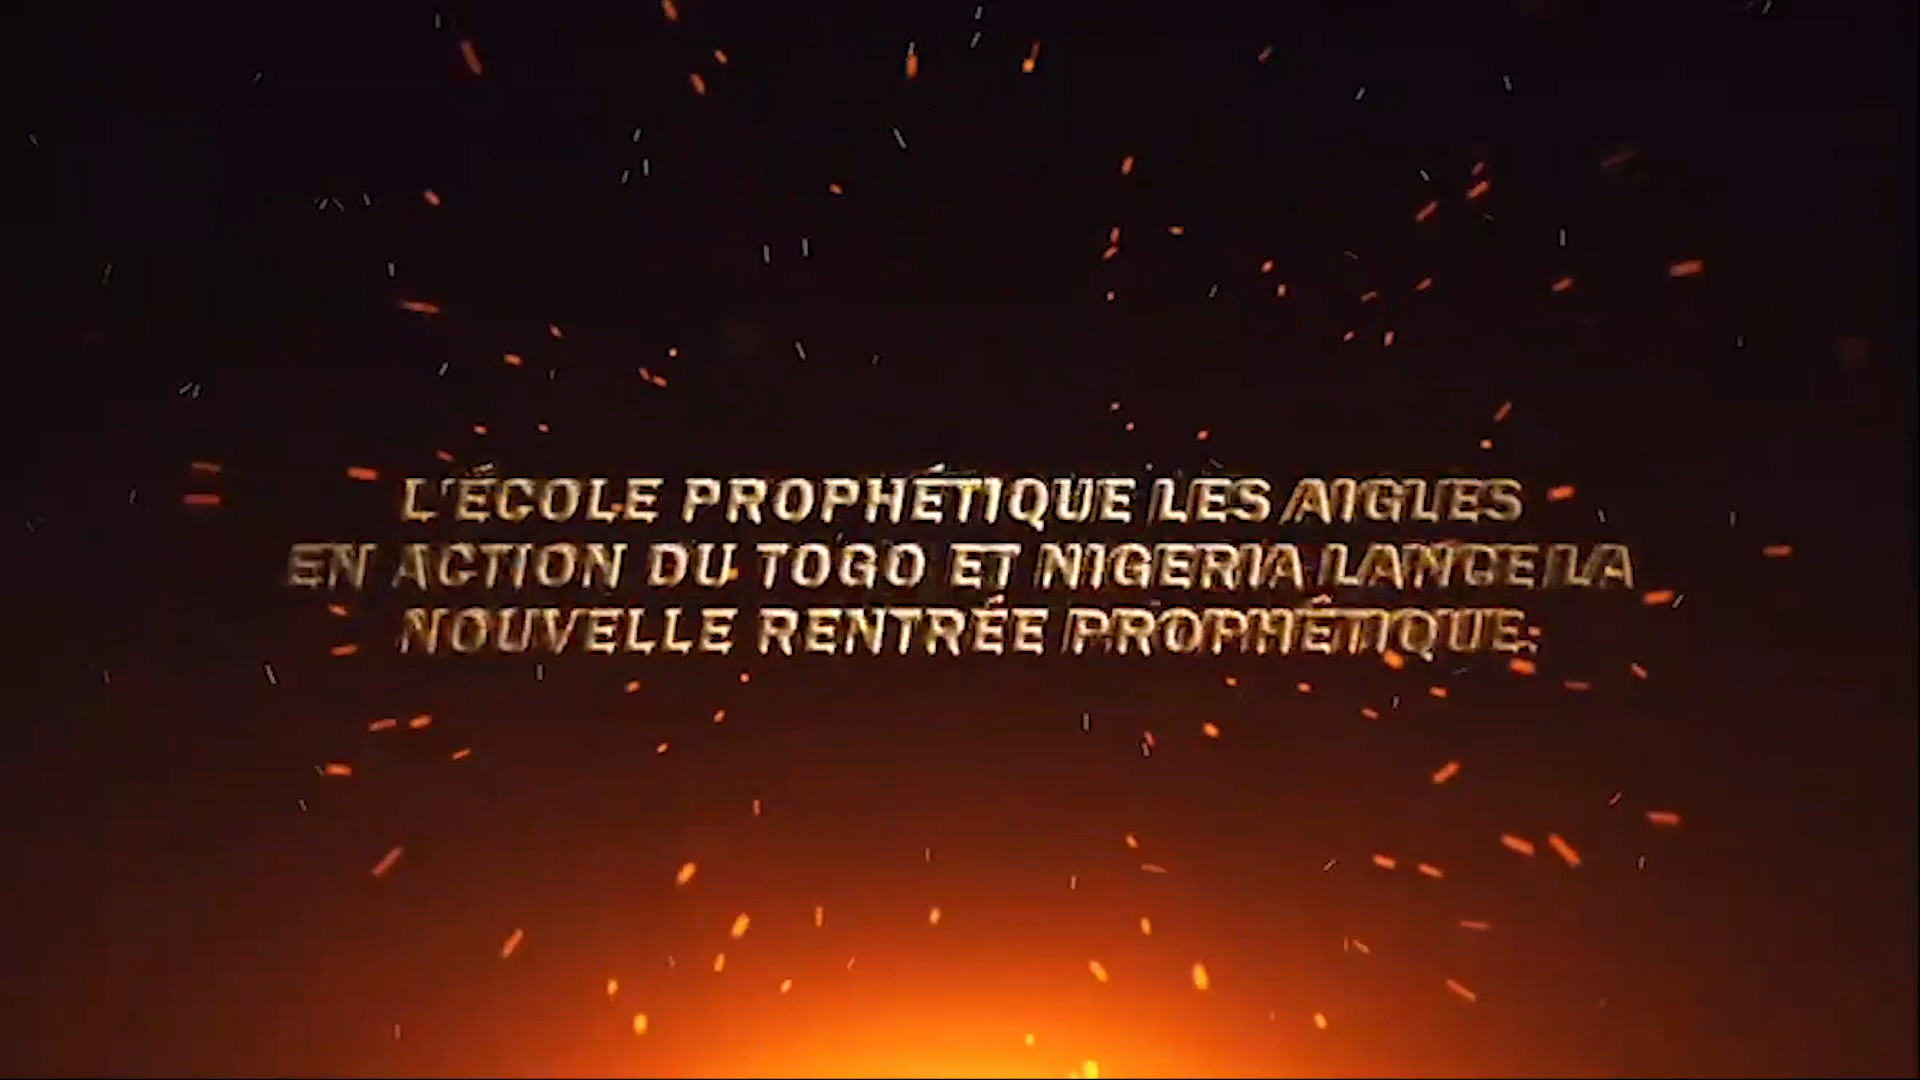 L'ÉCOLE PROPHÉTIQUE LES AIGLES
EN ACTION DU TOGO ET NIGERIA LANCE LA
NOUVELLE RENTRÉE PROPHÉTIQUE.